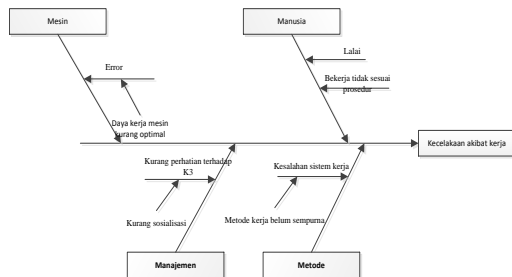 Mesin
Manusia
Error
Lalai
Bekerja tidak sesuai
prosedur
Daya kerja mesin
kurang optimal
Kecelakaan akibat kerja
Kurang perhatian terhadap
K3
Kesalahan sistem kerja
Kurang sosialisasi
Metode kerja belum sempurna
Manajemen
Metode